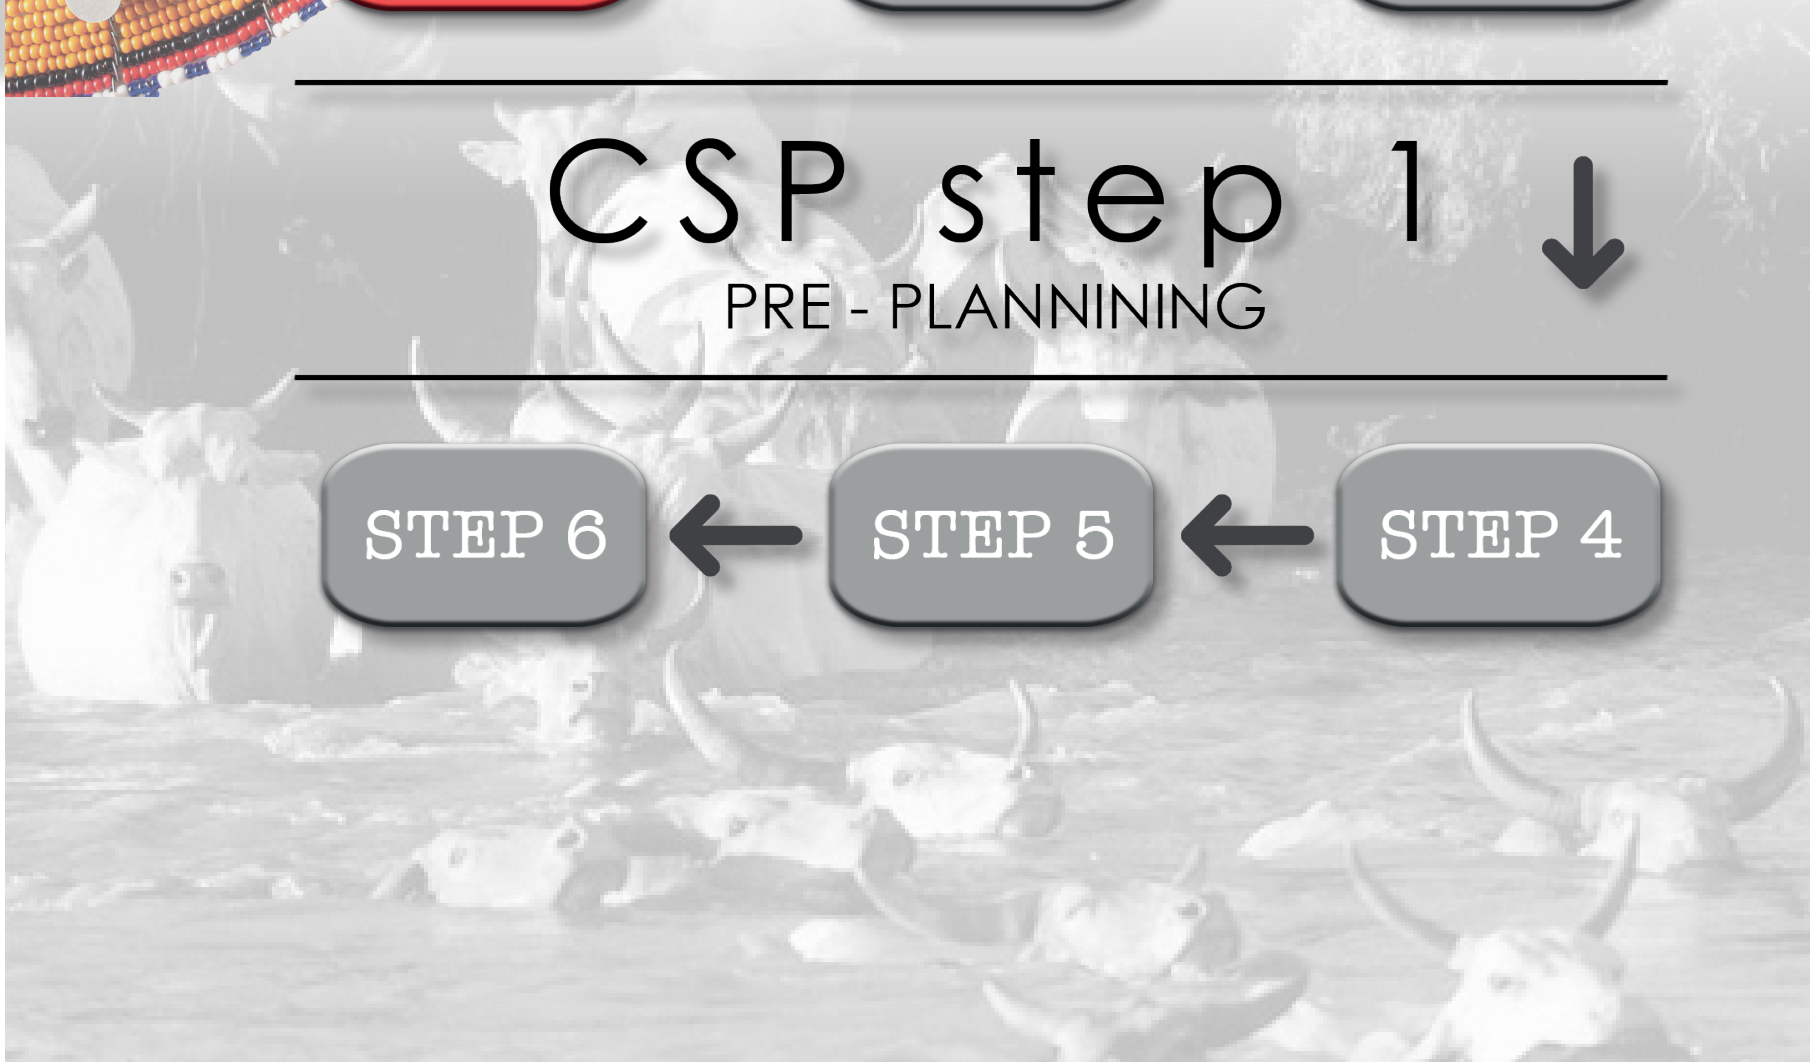 CSP step 1
PRE - PLANNINING
STEP 6
STEP 5
STEP 4